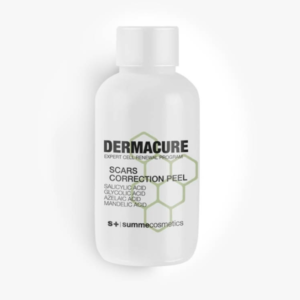 DERMACURE
EXPERT CELL RENEWAL PROGRAM
SCARS
CORRECTION PEEL
SALICYLIC ACID
GLYCOLIC ACID
AZELAIC ACID
MANDELIC ACID
s+ | summecosmetics